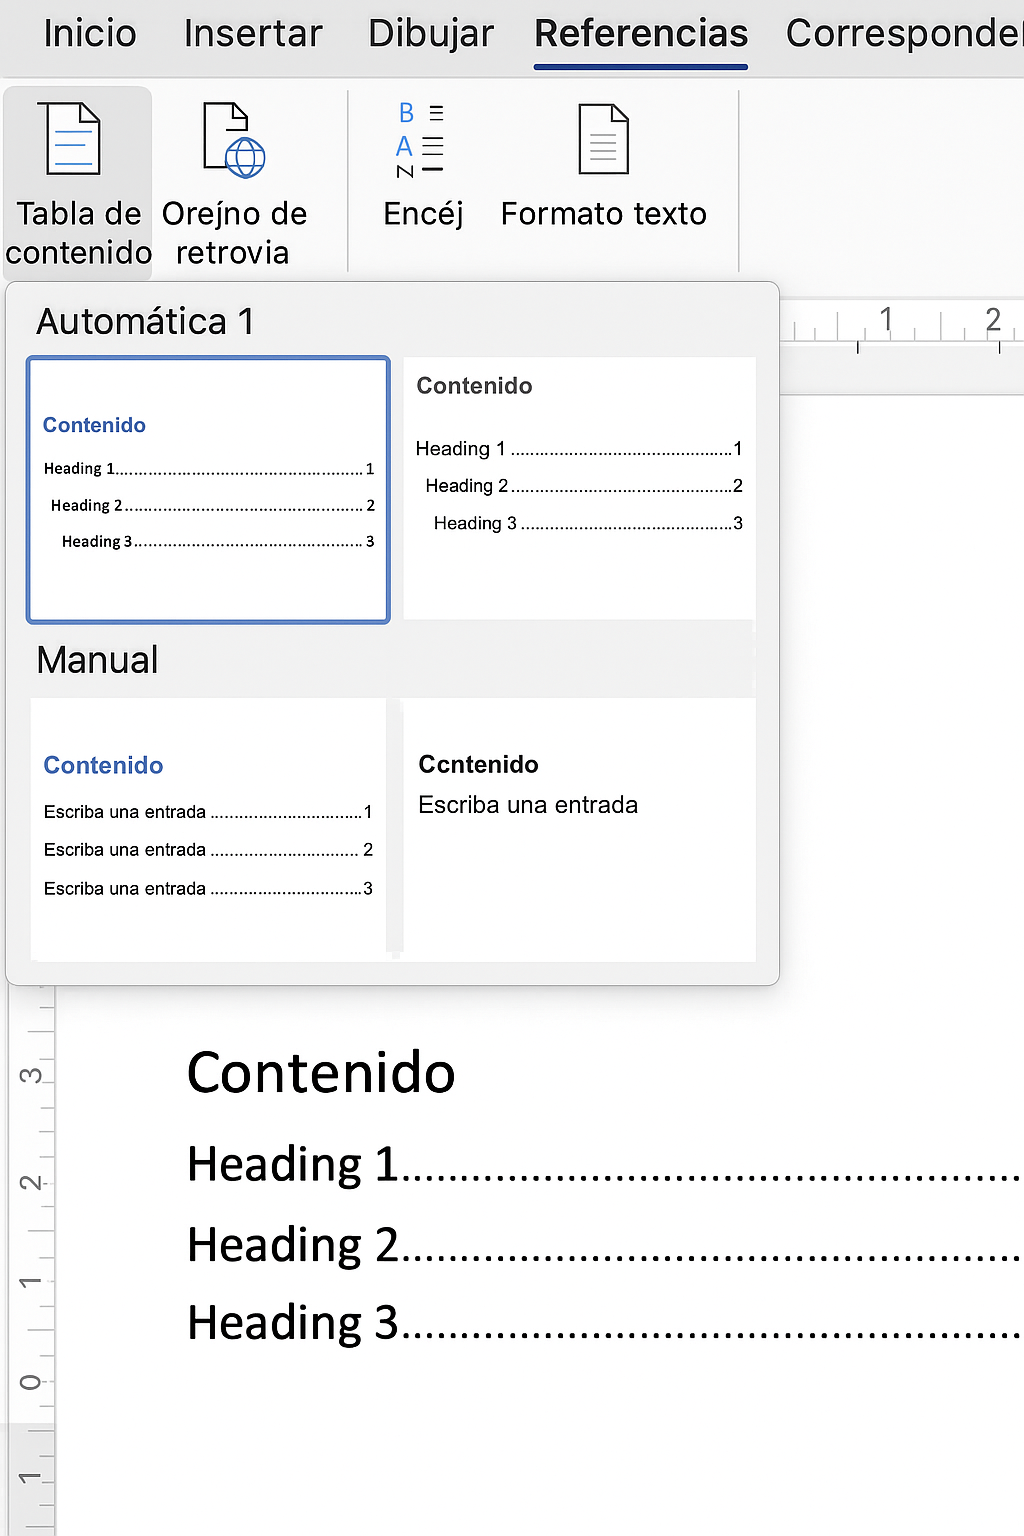 Inicio Insertar Dibujar Referencias Corresponde
Tabla de contenido
Orejno de retrovia
B
A
N
Encéj
Formato texto
Automática 1
Contenido
Heading 1........................................................1
Heading 2........................................................2
Heading 3........................................................3
Contenido
Heading 1........................................................1
Heading 2........................................................2
Heading 3........................................................3
1 2
Manual
Contenido
Escriba una entrada ................................1
Escriba una entrada ................................2
Escriba una entrada ................................3
Ccntenido
Escriba una entrada
Contenido
Heading 1........................................................
Heading 2........................................................
Heading 3........................................................
3
2
1
0
1